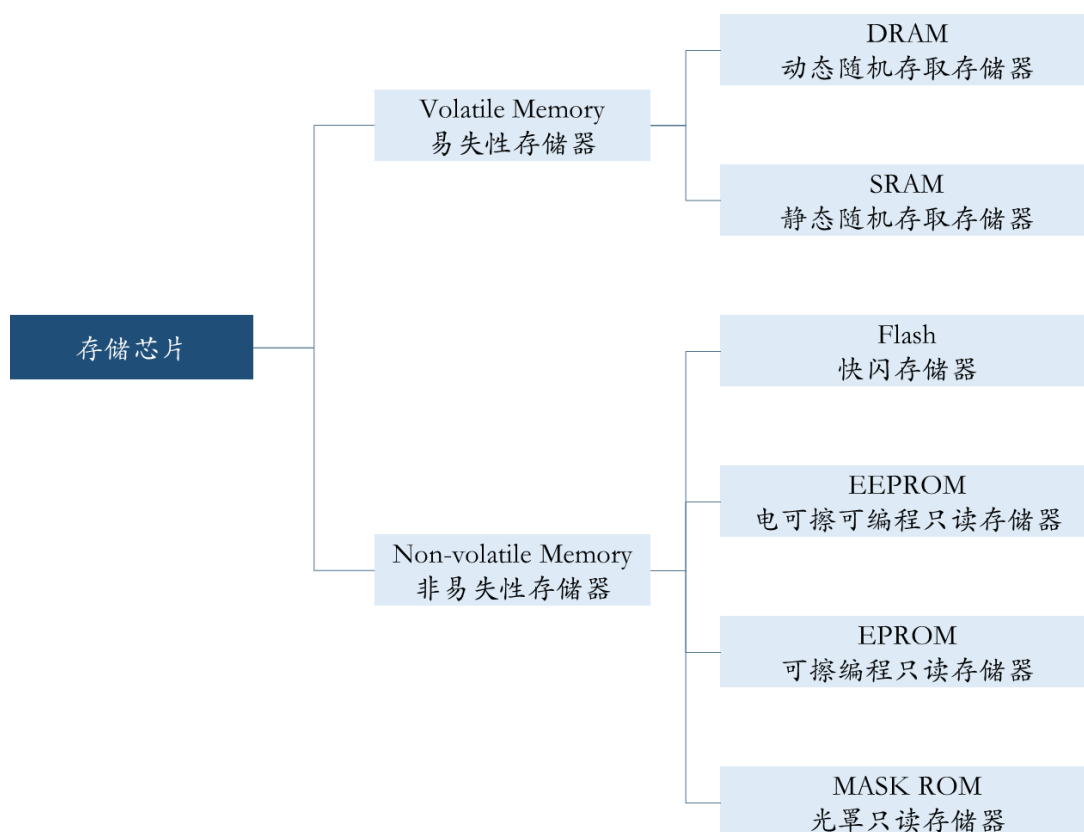 DRAM
动态随机存取存储器
Volatile Memory
易失性存储器
SRAM
静态随机存取存储器
存储芯片
Flash
快闪存储器
EEPROM
电可擦可编程只读存储器
Non-volatile Memory
非易失性存储器
EPROM
可擦编程只读存储器
MASK ROM
光罩只读存储器